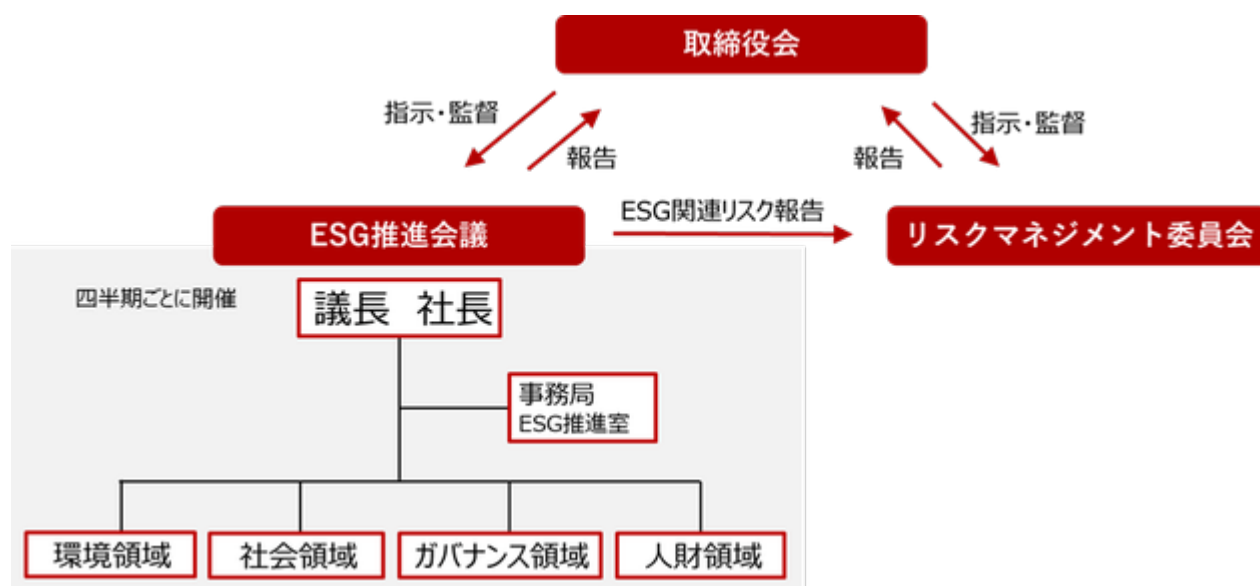 取締役会
指示・監督
報告
報告
指示・監督
ESG推進会議
ESG関連リスク報告
リスクマネジメント委員会
四半期ごとに開催
議長 社長
事務局
ESG推進室
環境領域
社会領域
ガバナンス領域
人財領域